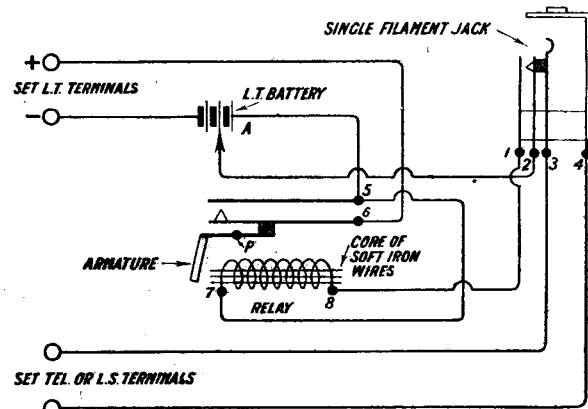 SINGLE FILAMENT JACK
+
SET L.T. TERMINALS
L.T. BATTERY
-
A
1
2
3
4
5
6
P
CORE OF
SOFT IRON
WIRES
ARMATURE
7
8
RELAY
SET TEL. OR L.S. TERMINALS